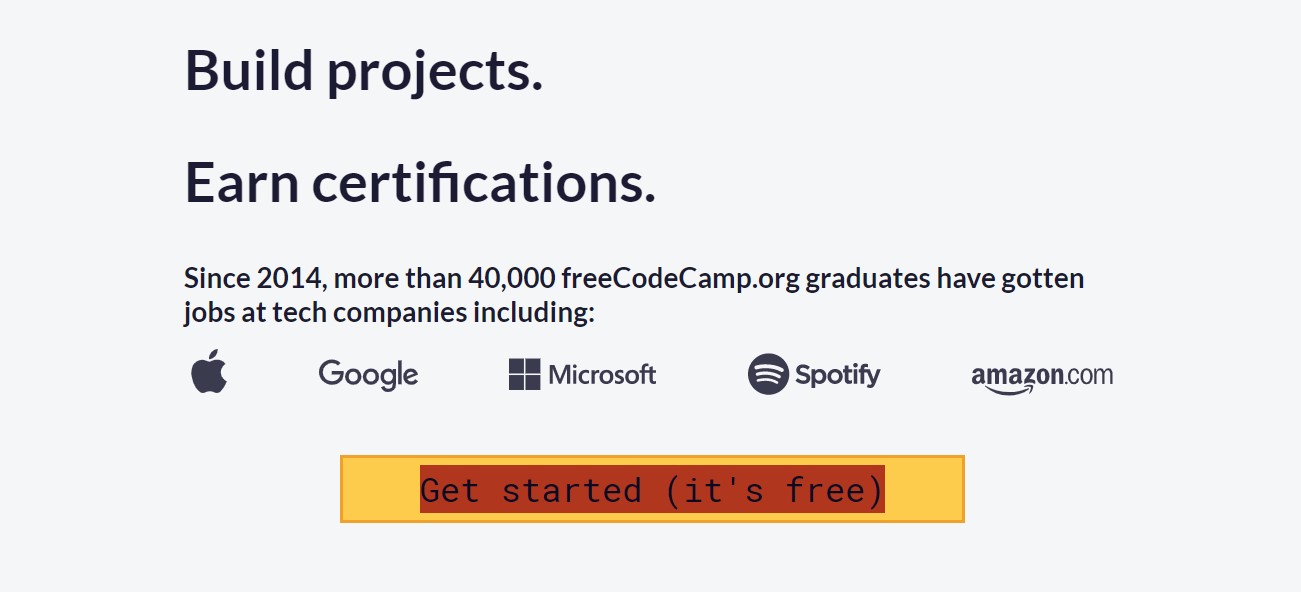 Build projects.
Earn certifications.
Since 2014, more than 40,000 freeCodeCamp.org graduates have gotten
jobs at tech companies including:
Google Microsoft Spotify amazon.com
Get started (it's free)